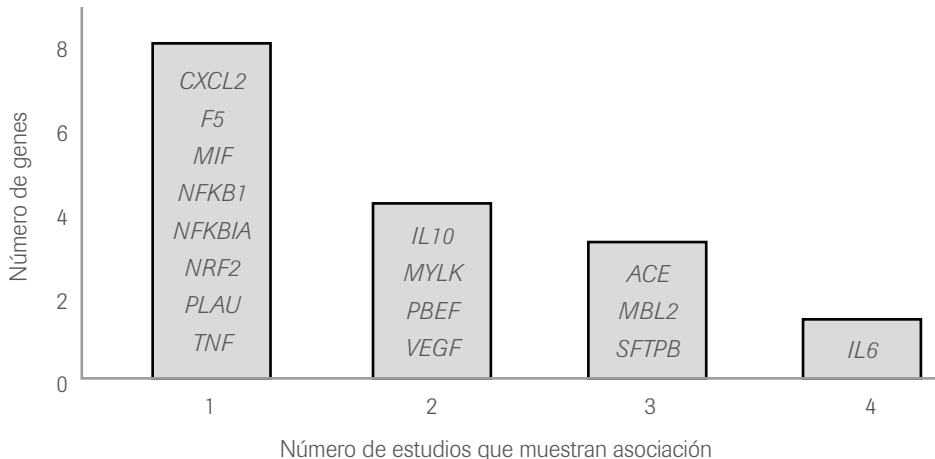 Número de genes
8
6
4
2
0
CXCL2
F5
MIF
NFKB1
NFKBIA
NRF2
PLAU
TNF
IL10
MYLK
PBEF
VEGF
ACE
MBL2
SFTPB
IL6
1
2
3
4
Número de estudios que muestran asociación